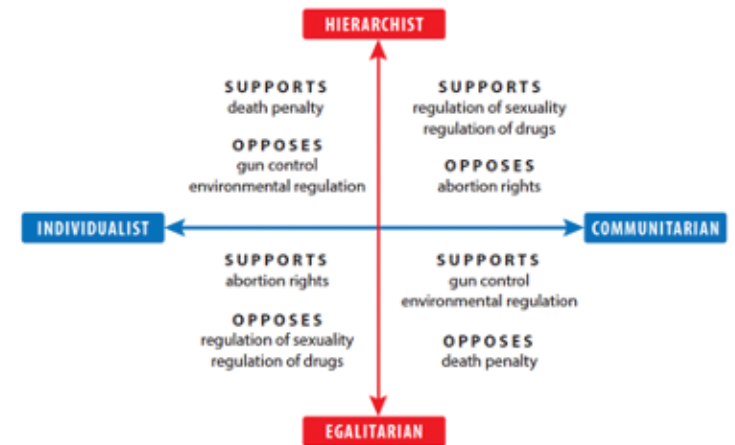 HIERARCHIST
SUPPORTS
death penalty
OPPOSES
gun control
environmental regulation
SUPPORTS
regulation of sexuality
regulation of drugs
OPPOSES
abortion rights
INDIVIDUALIST
COMMUNITARIAN
SUPPORTS
abortion rights
OPPOSES
regulation of sexuality
regulation of drugs
SUPPORTS
gun control
environmental regulation
OPPOSES
death penalty
EGALITARIAN